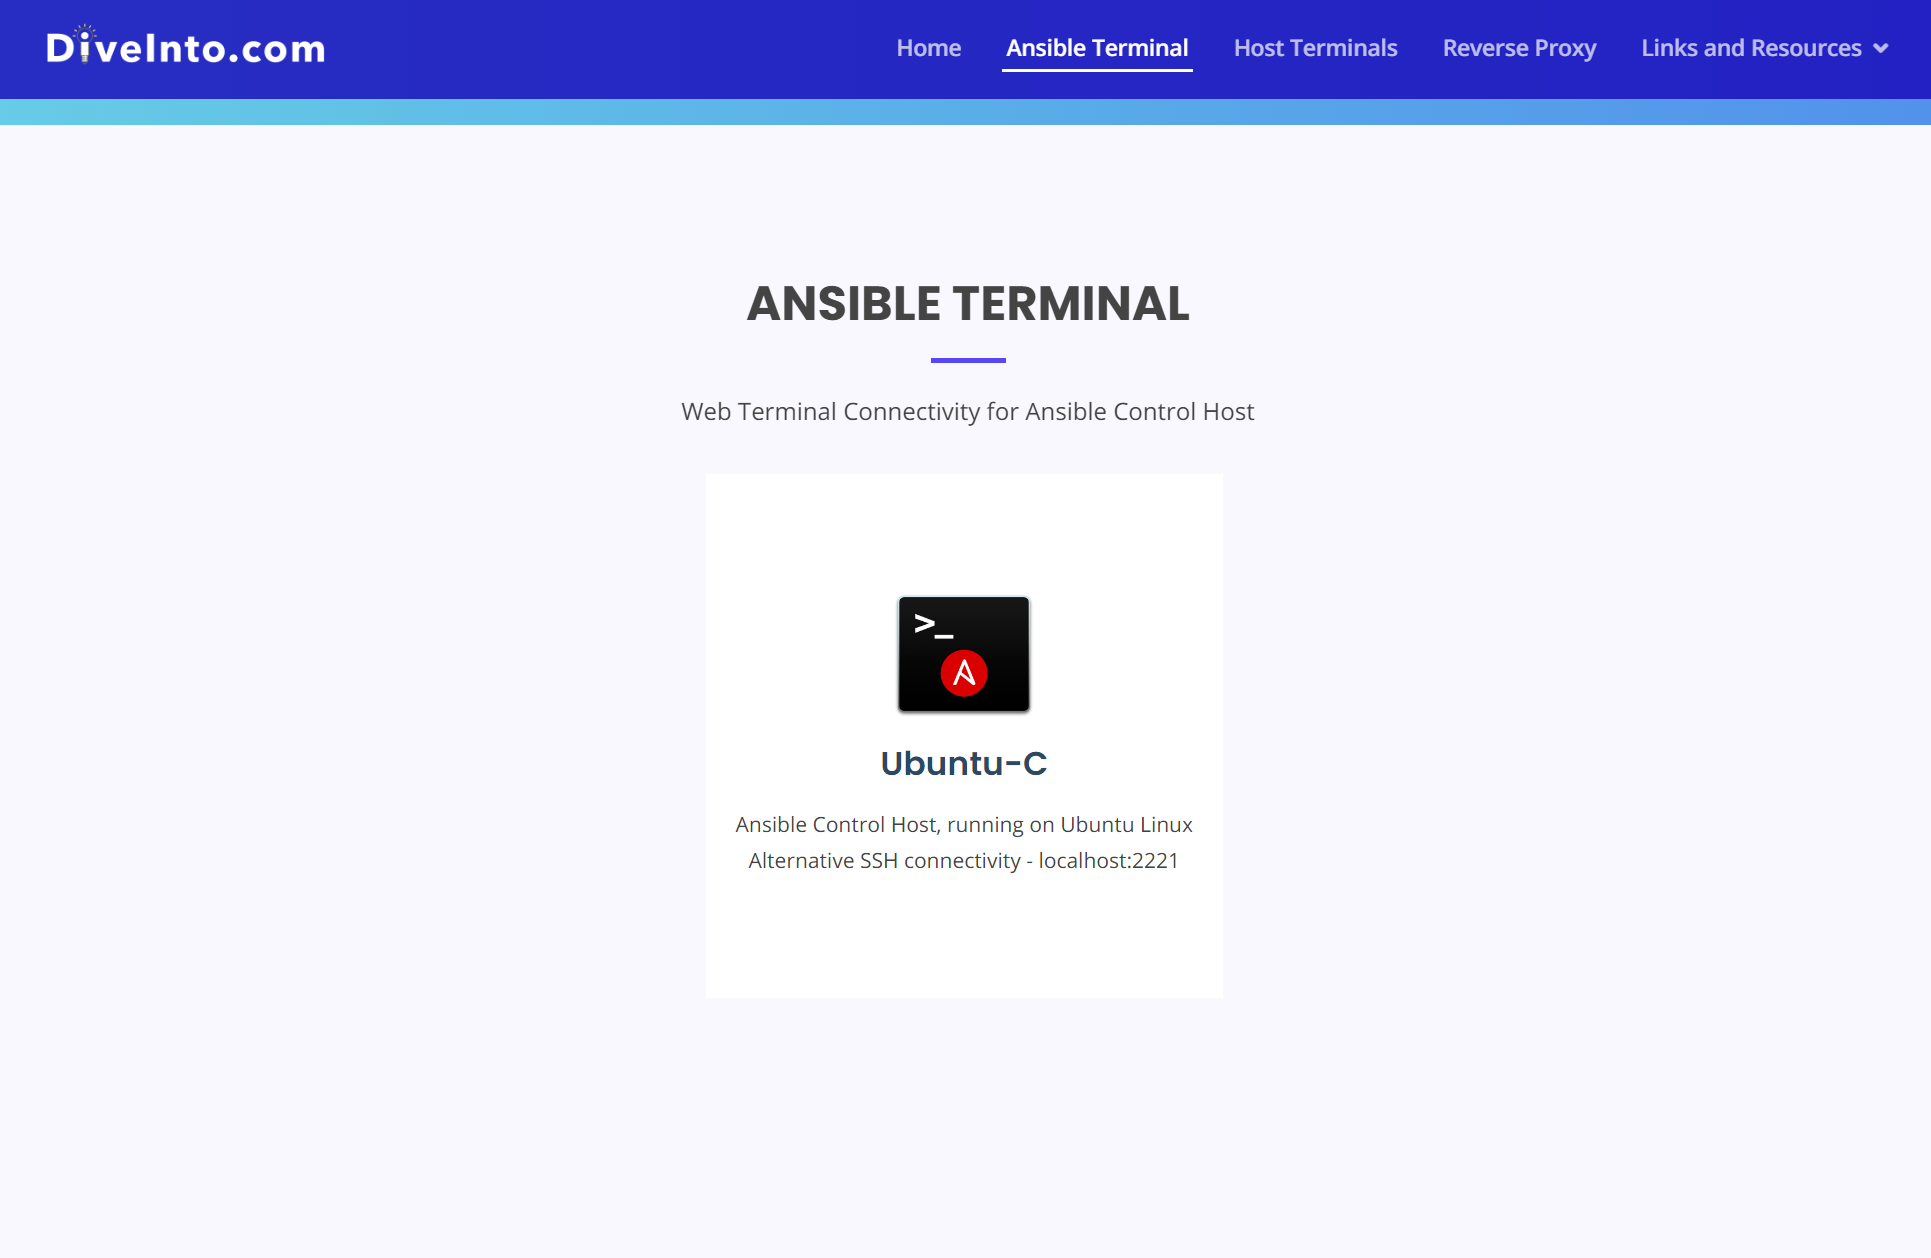 DiveInto.com
Home
Ansible Terminal
Host Terminals
Reverse Proxy
Links and Resources
ANSIBLE TERMINAL
Web Terminal Connectivity for Ansible Control Host
>_
A
Ubuntu-C
Ansible Control Host, running on Ubuntu Linux
Alternative SSH connectivity - localhost:2221